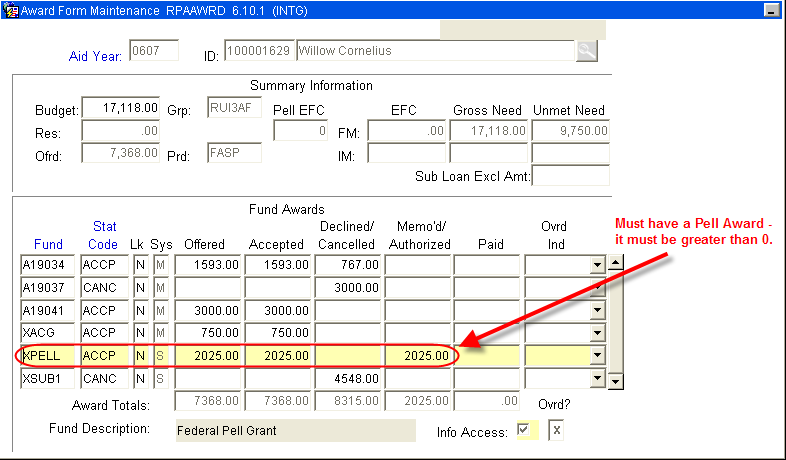 Award Form Maintenance RPAAWRD 6.10.1 (INTG)
Aid Year: 0607 ID: 100001629 Willow Cornelius
Summary Information
Budget: 17,118.00 Grp: RUI3AF Pell EFC EFC Gross Need Unmet Need
Res: .00 0 FM: .00 17,118.00 9,750.00
Ofrd: 7,368.00 Prd: FASP IM:
Sub Loan Excl Amt:
Fund Awards
Stat Declined/ Memo'd/ Ovrd
Fund Code Lk Sys Offered Accepted Cancelled Authorized Paid Ind
Must have a Pell Award -
it must be greater than 0.
A19034 ACCP N M 1593.00 1593.00 767.00
A19037 CANC N M 3000.00
A19041 ACCP N M 3000.00 3000.00
XACG ACCP N M 750.00 750.00
XPELL ACCP N S 2025.00 2025.00 2025.00
XSUB1 CANC N S 4548.00
Award Totals: 7368.00 7368.00 8315.00 2025.00 .00 Ovrd?
Fund Description: Federal Pell Grant Info Access: X